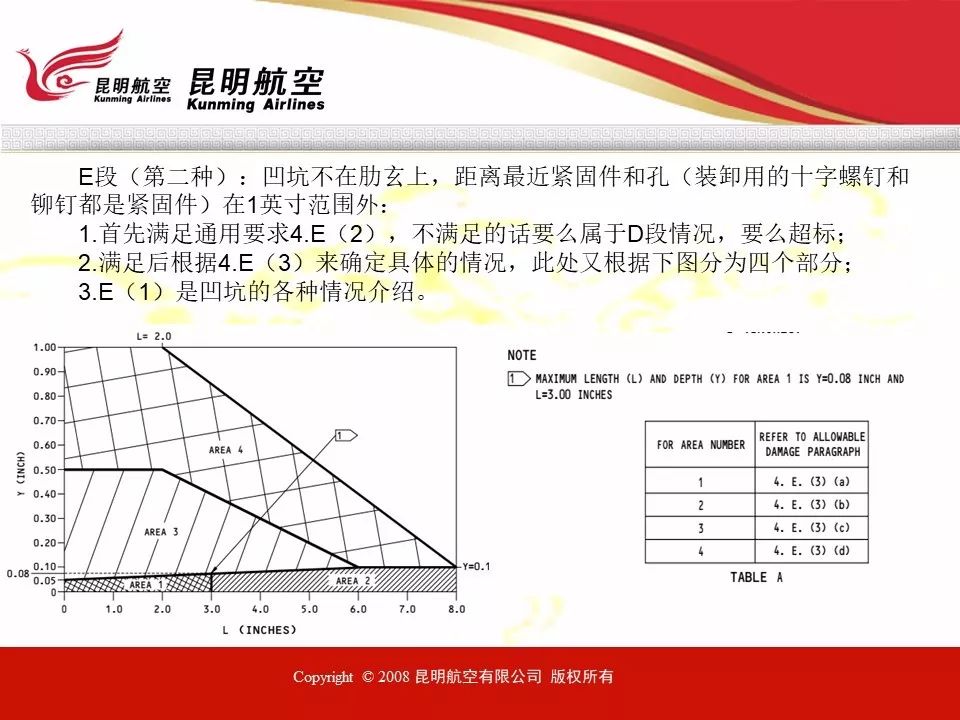 昆明航空
Kunming Airlines
昆明航空
Kunming Airlines
E段（第二种）：凹坑不在肋玄上，距离最近紧固件和孔（装卸用的十字螺钉和
铆钉都是紧固件）在1英寸范围外：
1.首先满足通用要求4.E（2），不满足的话要么属于D段情况，要么超标；
2.满足后根据4.E（3）来确定具体的情况，此处又根据下图分为四个部分；
3.E（1）是凹坑的各种情况介绍。
L= 2.0
1.00
0.90
0.80
0.70
0.60
0.50
0.40
0.30
0.20
0.10
0.08
0.05
0
Y (INCH)
AREA 4
1
AREA 3
AREA 1
AREA 2
Y=0.1
0 1.0 2.0 3.0 4.0 5.0 6.0 7.0 8.0
L (INCHES)
NOTE
1 MAXIMUM LENGTH (L) AND DEPTH (Y) FOR AREA 1 IS Y=0.08 INCH AND
L=3.00 INCHES
FOR AREA NUMBER
REFER TO ALLOWABLE
DAMAGE PARAGRAPH
1 4. E. (3) (a)
2 4. E. (3) (b)
3 4. E. (3) (c)
4 4. E. (3) (d)
TABLE A
Copyright © 2008 昆明航空有限公司 版权所有